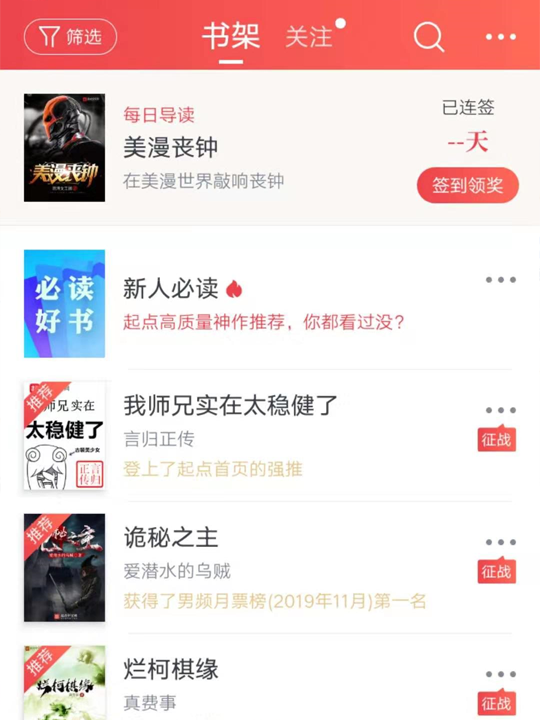 筛选
书架
关注
每日导读
美漫丧钟
在美漫世界敲响丧钟
已连签
--天
签到领奖
美漫丧钟
必读
好书
新人必读
起点高质量神作推荐，你都看过没?
推荐
师兄实在
太稳健了
言归正传
我师兄实在太稳健了
言归正传
登上了起点首页的强推
征战
推荐
诡秘之主
爱潜水的乌贼
获得了男频月票榜(2019年11月)第一名
征战
推荐
烂柯棋缘
烂柯棋缘
真费事
征战